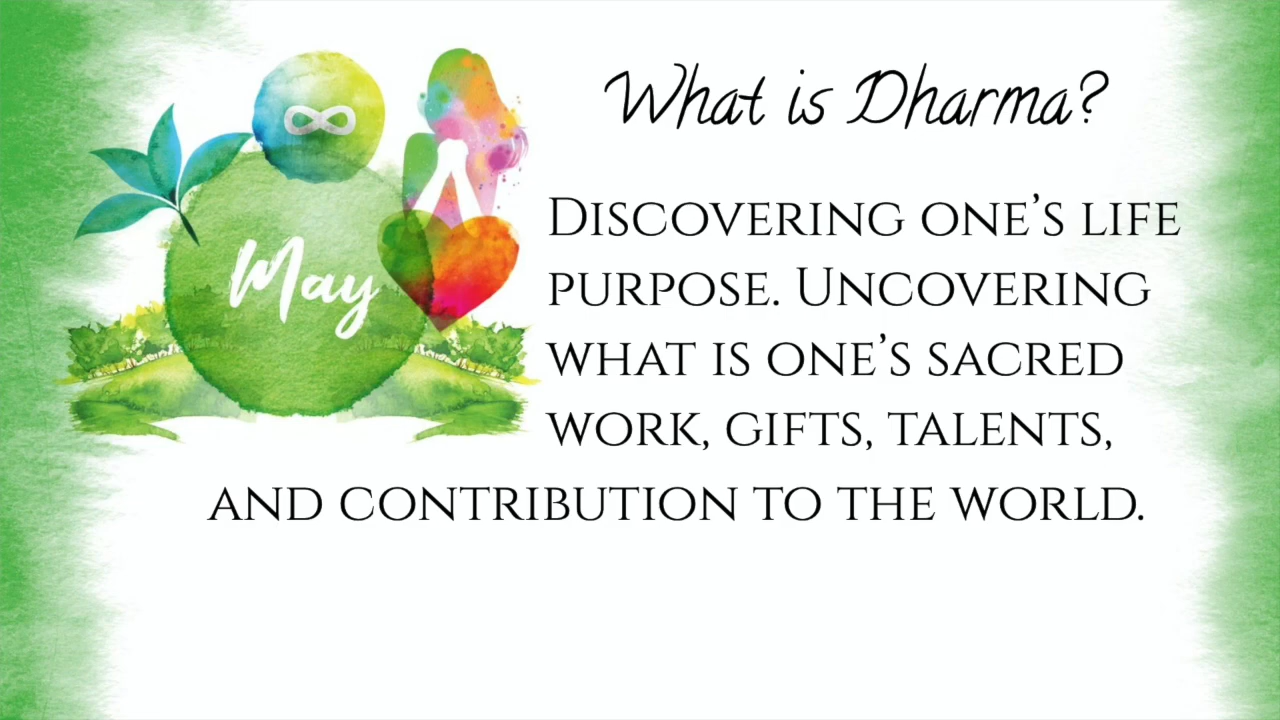 What is Dharma?
May
Discovering one’s life
purpose. Uncovering
what is one’s sacred
work, gifts, talents,
and contribution to the world.